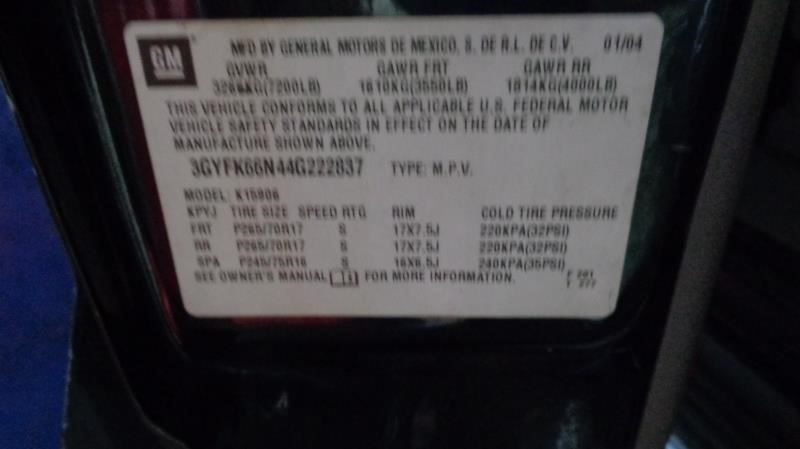 GM
MFD BY GENERAL MOTORS DE MEXICO, S. DE R.L. DE C.V. 01/04
GVWR GAWR FRT GAWR RR
3266KG(7200LB) 1610KG(3550LB) 1814KG(4000LB)
THIS VEHICLE CONFORMS TO ALL APPLICABLE U.S. FEDERAL MOTOR
VEHICLE SAFETY STANDARDS IN EFFECT ON THE DATE OF
MANUFACTURE SHOWN ABOVE.
3GYFK66N44G222837 TYPE: M.P.V.
MODEL: K15906
KPYJ TIRE SIZE SPEED RTG RIM COLD TIRE PRESSURE
FRT P265/70R17 S 17X7.5J 220KPA(32PSI)
RR P265/70R17 S 17X7.5J 220KPA(32PSI)
SPA P245/75R16 S 16X6.5J 240KPA(35PSI)
SEE OWNER'S MANUAL FOR MORE INFORMATION.